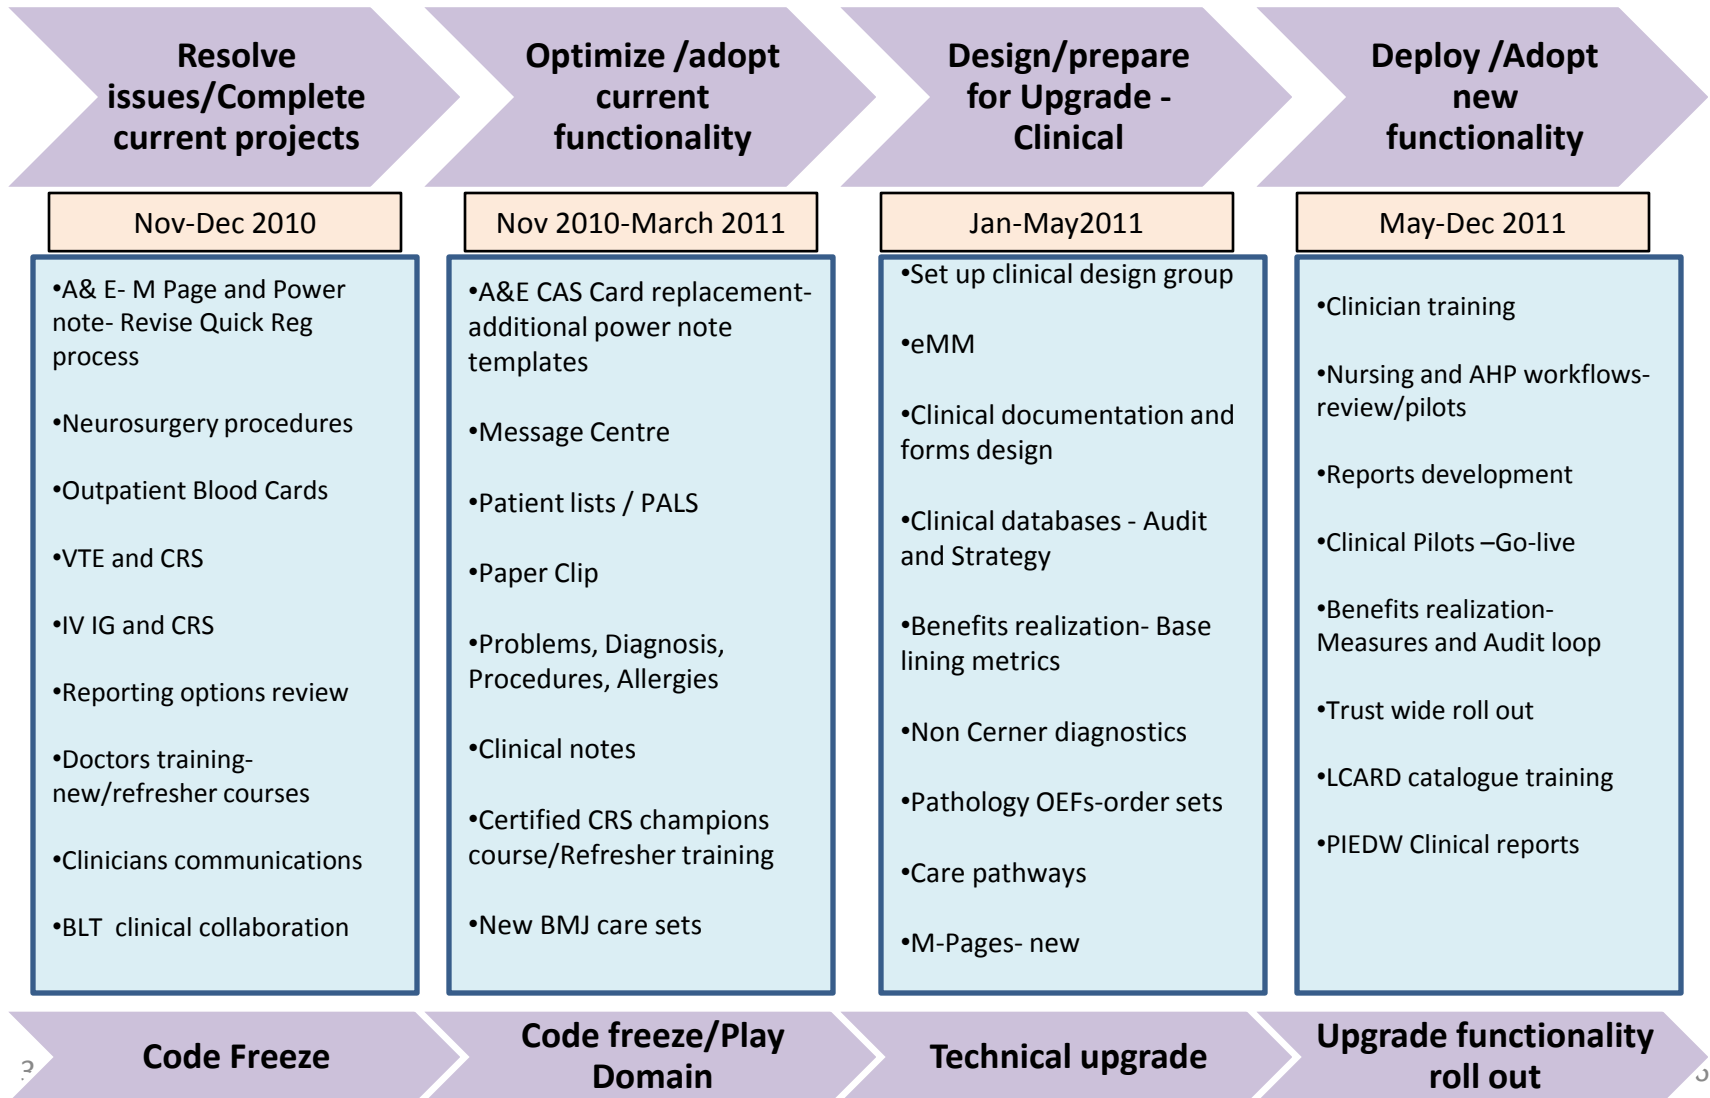 Resolve
issues/Complete
current projects
Optimize /adopt
current
functionality
Design/prepare
for Upgrade -
Clinical
Deploy /Adopt
new
functionality
Nov-Dec 2010
Nov 2010-March 2011
Jan-May2011
May-Dec 2011
•A& E- M Page and Power
note- Revise Quick Reg
process
•Neurosurgery procedures
•Outpatient Blood Cards
•VTE and CRS
•IV IG and CRS
•Reporting options review
•Doctors training-
new/refresher courses
•Clinicians communications
•BLT  clinical collaboration
•A&E CAS Card replacement-
additional power note
templates
•Message Centre
•Patient lists / PALS
•Paper Clip
•Problems, Diagnosis,
Procedures, Allergies
•Clinical notes
•Certified CRS champions
course/Refresher training
•New BMJ care sets
•Set up clinical design group
•eMM
•Clinical documentation and
forms design
•Clinical databases - Audit
and Strategy
•Benefits realization- Base
lining metrics
•Non Cerner diagnostics
•Pathology OEFs-order sets
•Care pathways
•M-Pages- new
•Clinician training
•Nursing and AHP workflows-
review/pilots
•Reports development
•Clinical Pilots –Go-live
•Benefits realization-
Measures and Audit loop
•Trust wide roll out
•LCARD catalogue training
•PIEDW Clinical reports
Code Freeze
Code freeze/Play
Domain
Technical upgrade
Upgrade functionality
roll out